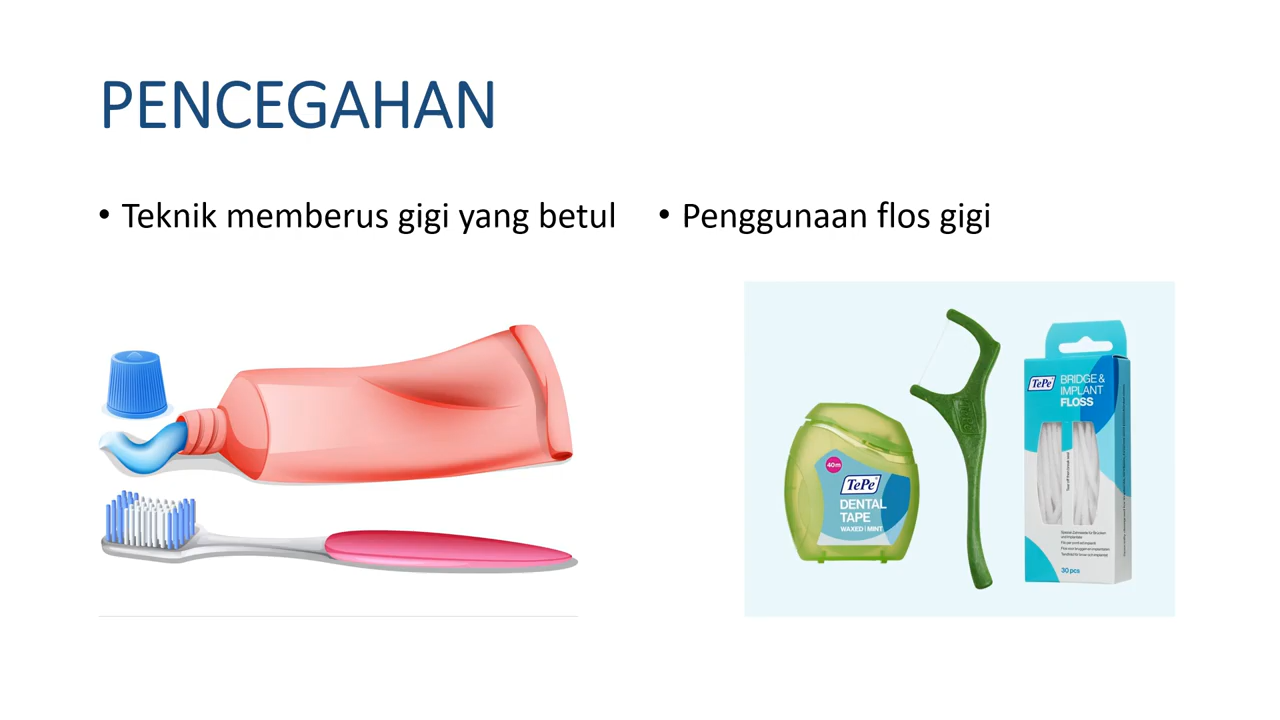 PENCEGAHAN
• Teknik memberus gigi yang betul
• Penggunaan flos gigi
40m
TePe
DENTAL
TAPE
WAXED | MINT
TePe
BRIDGE &
IMPLANT
FLOSS
30 pcs